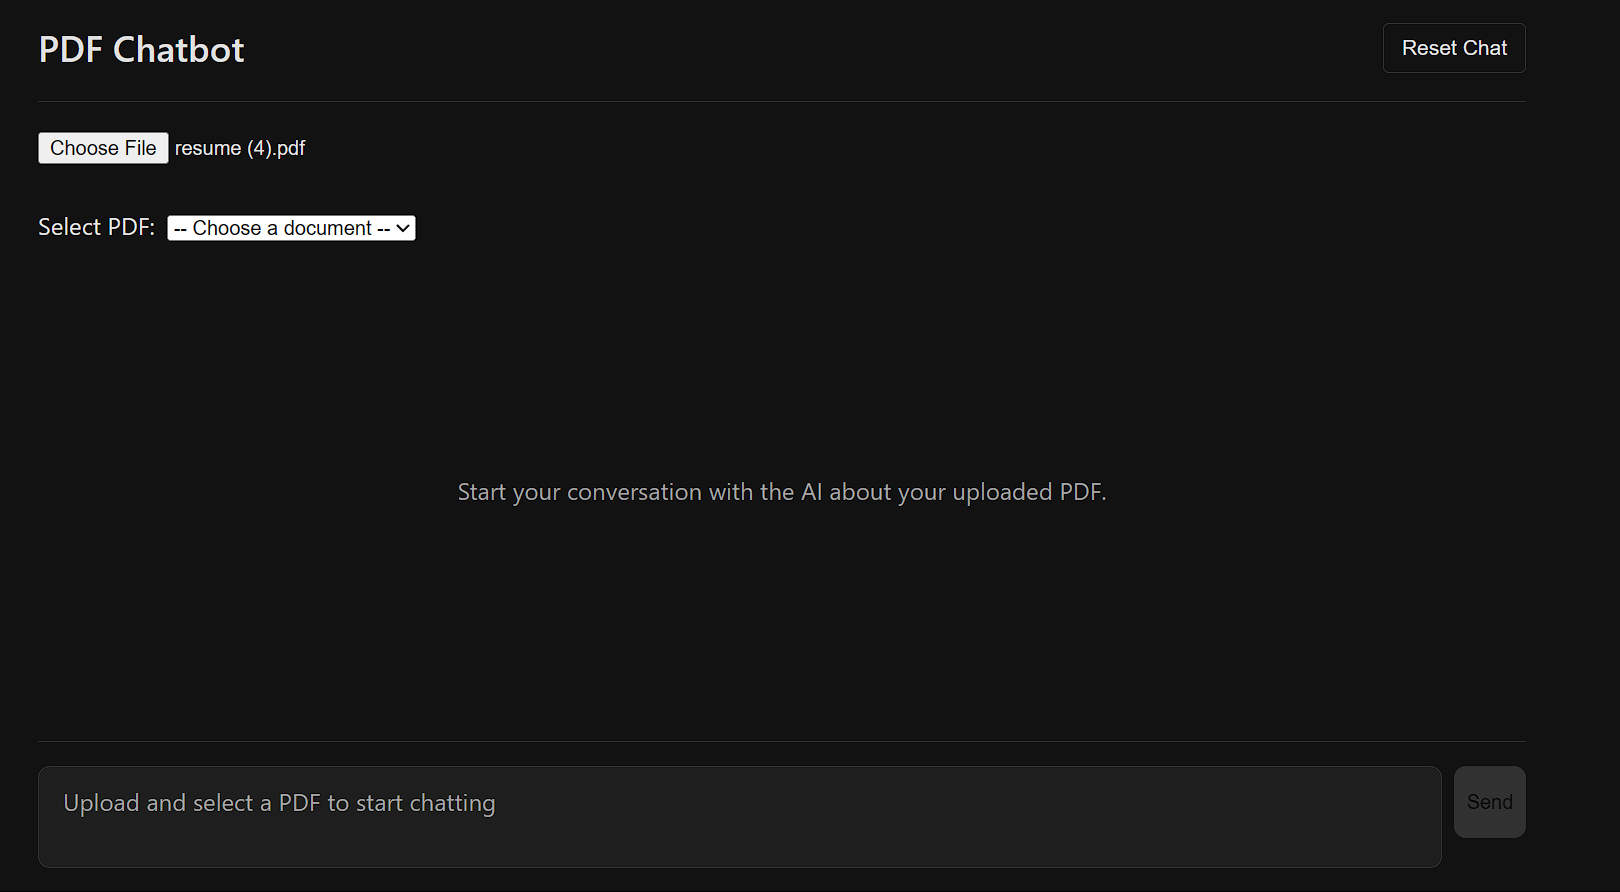 PDF Chatbot
Reset Chat
Choose File resume (4).pdf
Select PDF: -- Choose a document --
Start your conversation with the AI about your uploaded PDF.
Upload and select a PDF to start chatting
Send